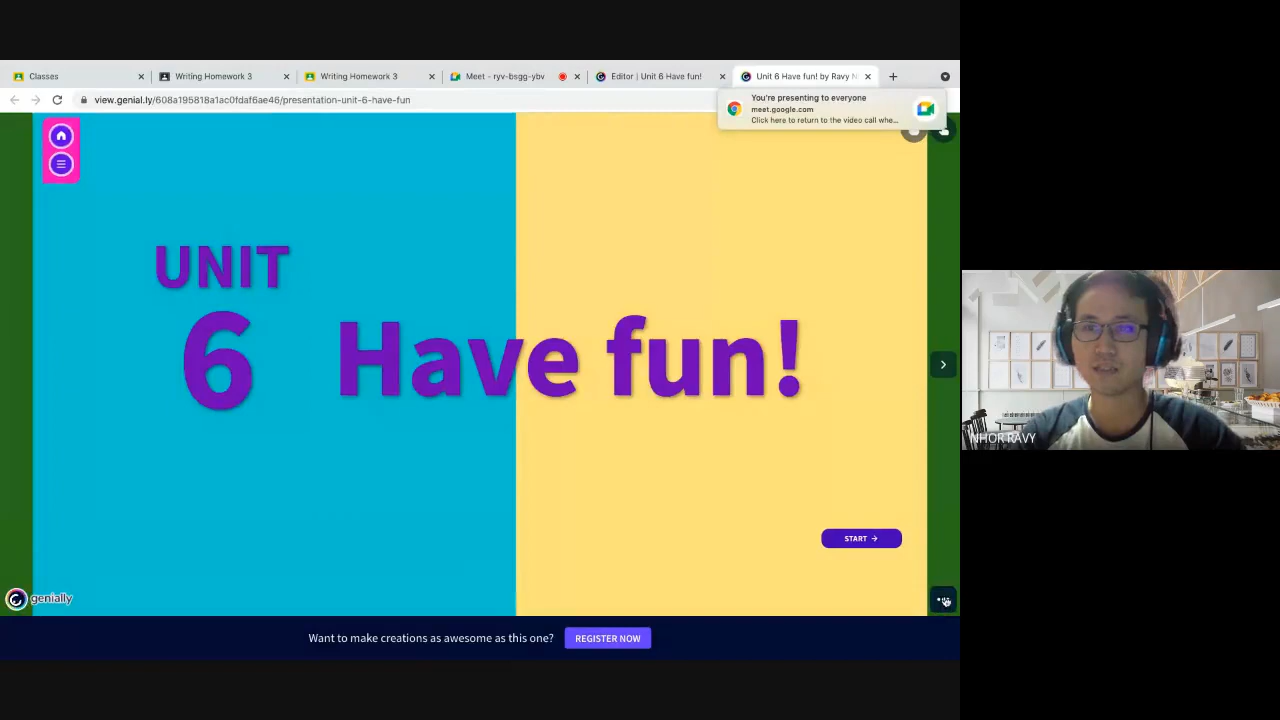 Classes
Writing Homework 3
Writing Homework 3
Meet - ryv-bsgg-ybv
Editor | Unit 6 Have fun!
Unit 6 Have fun! by Ravy N
view.genial.ly/608a195818a1ac0fdaf6ae46/presentation-unit-6-have-fun
You're presenting to everyone
meet.google.com
Click here to return to the video call whe...
UNIT
6 Have fun!
NHOR RAVY
START
genially
Want to make creations as awesome as this one? REGISTER NOW